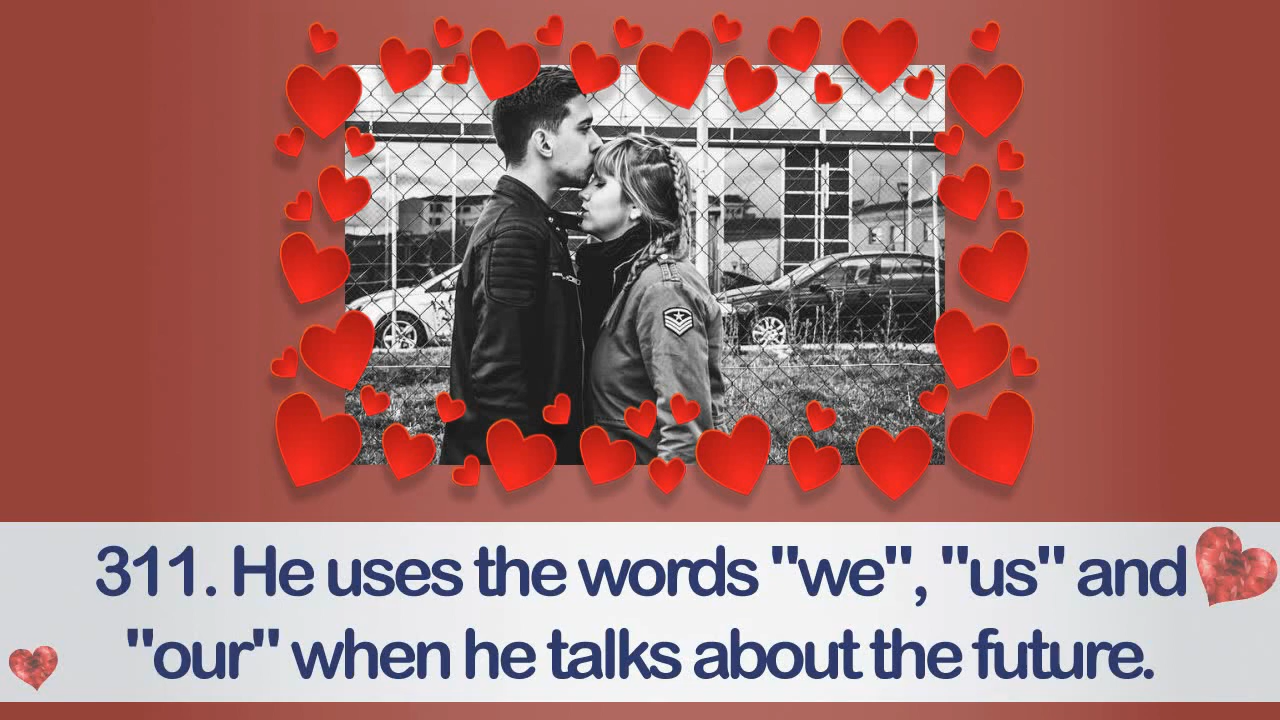 311. He uses the words "we", "us" and
"our" when he talks about the future.